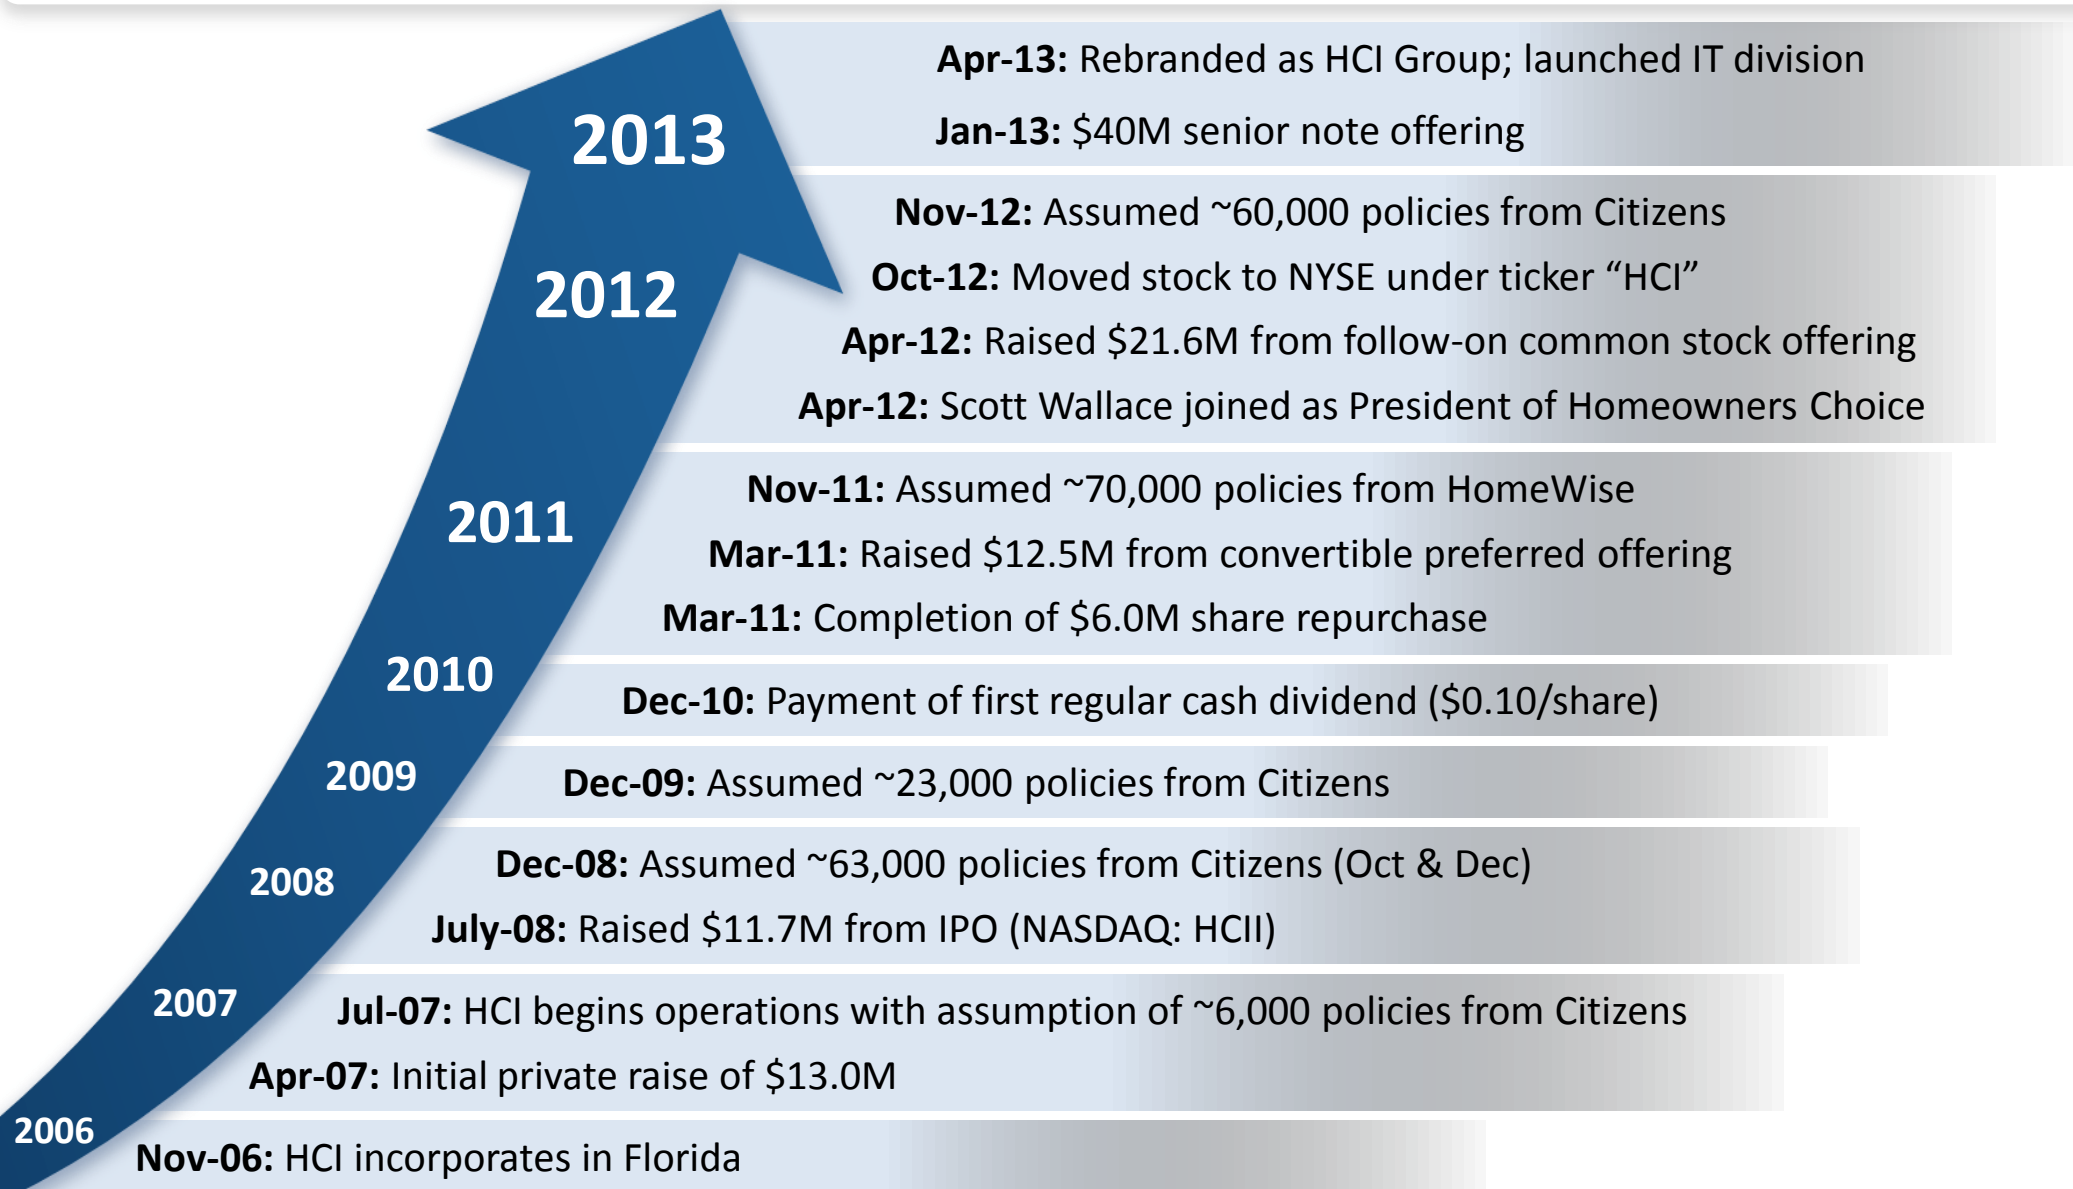 2013
Apr-13: Rebranded as HCI Group; launched IT division
Jan-13: $40M senior note offering
2012
Nov-12: Assumed ~60,000 policies from Citizens
Oct-12: Moved stock to NYSE under ticker “HCI”
Apr-12: Raised $21.6M from follow-on common stock offering
Apr-12: Scott Wallace joined as President of Homeowners Choice
2011
Nov-11: Assumed ~70,000 policies from HomeWise
Mar-11: Raised $12.5M from convertible preferred offering
Mar-11: Completion of $6.0M share repurchase
2010
Dec-10: Payment of first regular cash dividend ($0.10/share)
2009
Dec-09: Assumed ~23,000 policies from Citizens
2008
Dec-08: Assumed ~63,000 policies from Citizens (Oct & Dec)
July-08: Raised $11.7M from IPO (NASDAQ: HCII)
2007
Jul-07: HCI begins operations with assumption of ~6,000 policies from Citizens
Apr-07: Initial private raise of $13.0M
2006
Nov-06: HCI incorporates in Florida